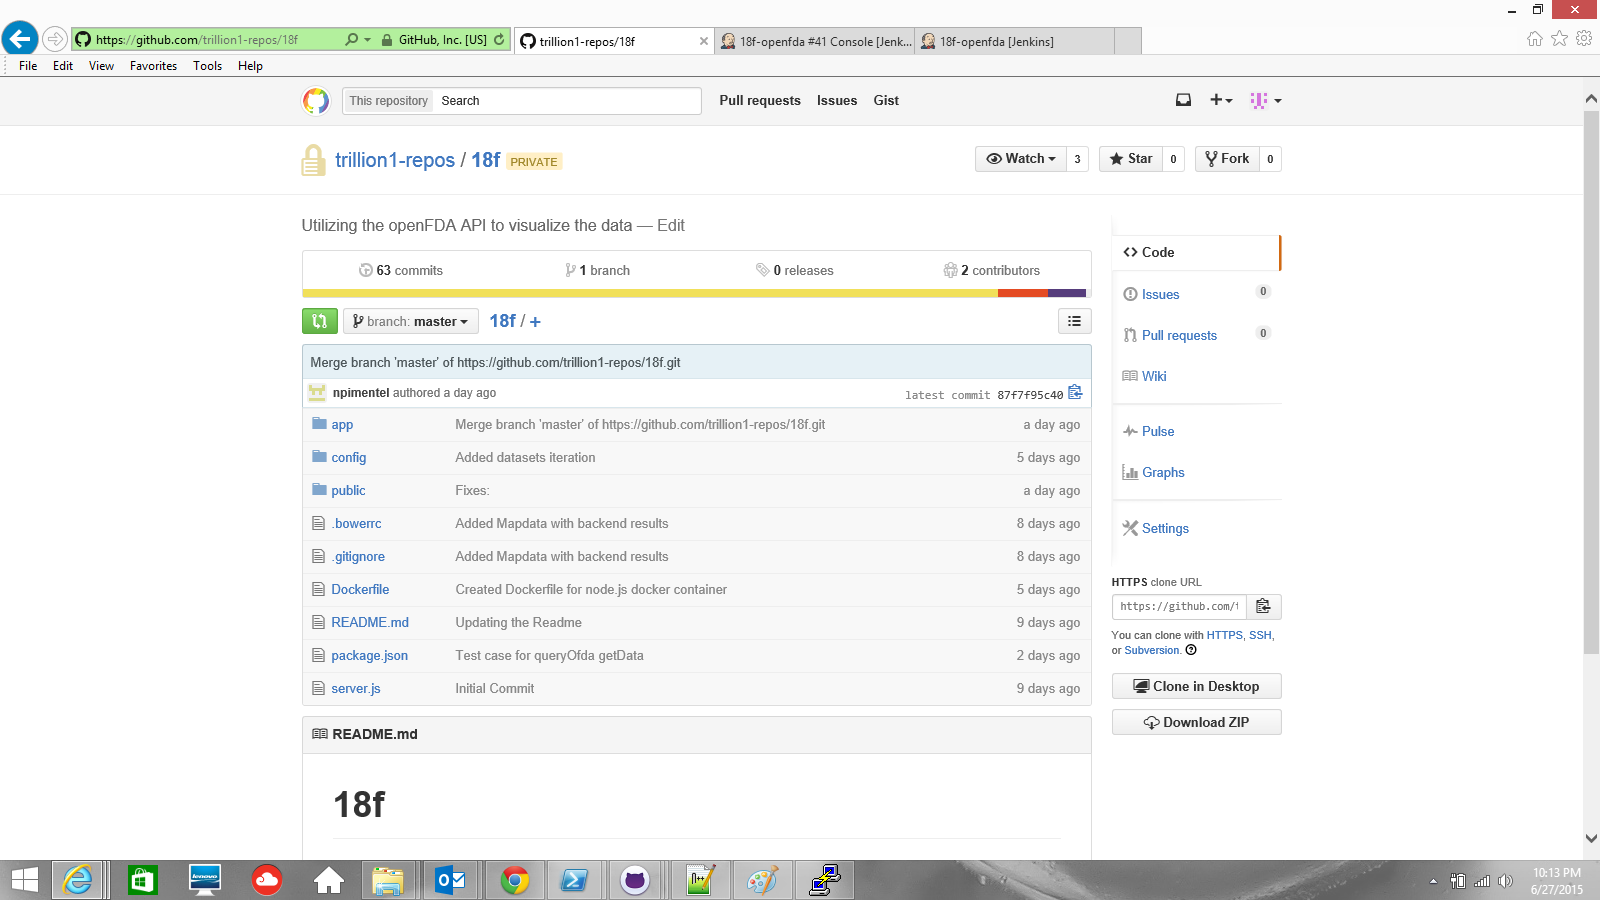 https://github.com/trillion1-repos/18f
GitHub, Inc. [US]
trillion1-repos/18f
18f-openfda #41 Console [Jenk...
18f-openfda [Jenkins]
File Edit View Favorites Tools Help
This repository Search
Pull requests Issues Gist
trillion1-repos / 18f PRIVATE
Watch 3
Star 0
Fork 0
Utilizing the openFDA API to visualize the data — Edit
63 commits 1 branch 0 releases 2 contributors
branch: master 18f / +
Merge branch 'master' of https://github.com/trillion1-repos/18f.git
npimentel authored a day ago
latest commit 87f7f95c40
app Merge branch 'master' of https://github.com/trillion1-repos/18f.git a day ago
config Added datasets iteration 5 days ago
public Fixes: a day ago
.bowerrc Added Mapdata with backend results 8 days ago
.gitignore Added Mapdata with backend results 8 days ago
Dockerfile Created Dockerfile for node.js docker container 5 days ago
README.md Updating the Readme 9 days ago
package.json Test case for queryOfda getData 2 days ago
server.js Initial Commit 9 days ago
README.md
18f
Code
Issues 0
Pull requests 0
Wiki
Pulse
Graphs
Settings
HTTPS clone URL
https://github.com/t
You can clone with HTTPS, SSH,
or Subversion.
Clone in Desktop
Download ZIP
lenovo
10:13 PM
6/27/2015